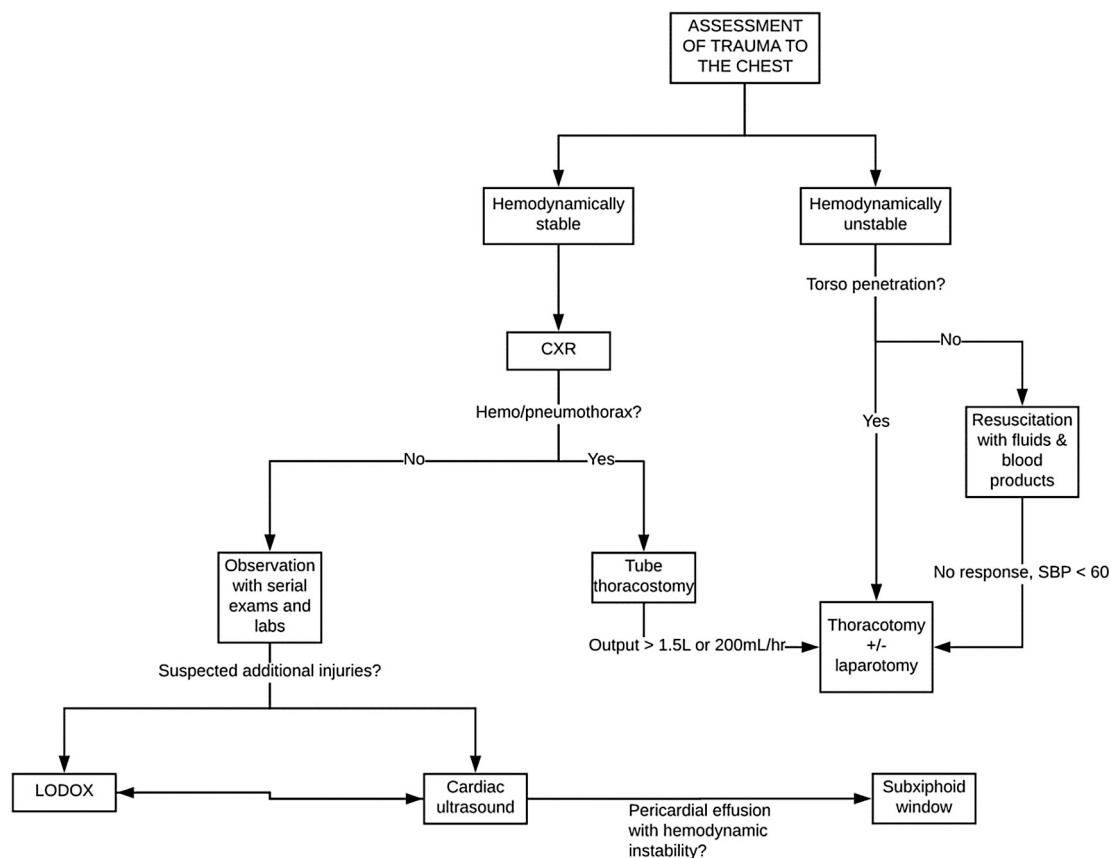 ASSESSMENT
OF TRAUMA TO
THE CHEST
Hemodynamically
stable
Hemodynamically
unstable
Torso penetration?
CXR
No
Hemo/pneumothorax?
Yes
Resuscitation
with fluids &
blood
products
No
Yes
Observation
with serial
exams and
labs
Tube
thoracostomy
No response, SBP < 60
Output > 1.5L or 200mL/hr
Thoracotomy
+/-
laparotomy
Suspected additional injuries?
LODOX
Cardiac
ultrasound
Pericardial effusion
with hemodynamic
instability?
Subxiphoid
window